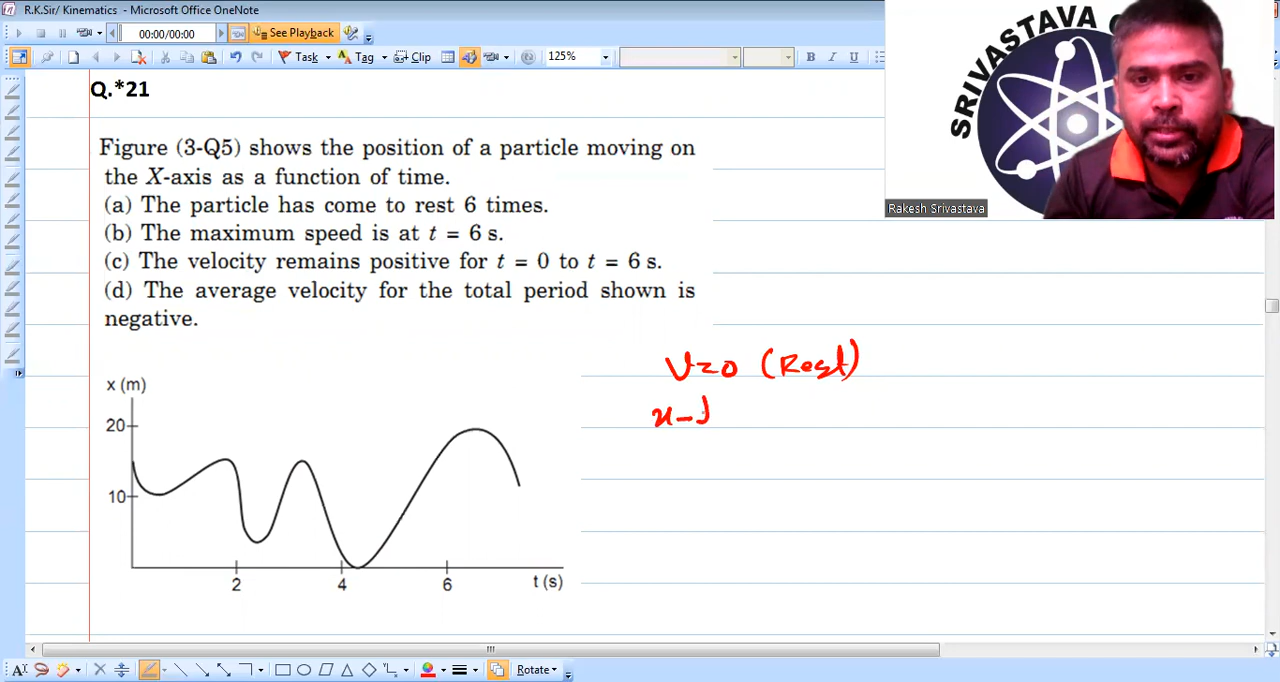 R.K.Sir/ Kinematics - Microsoft Office OneNote
00:00/00:00 See Playback
Task Tag Clip 125% B I U
Q.*21
SRIVASTAVA
Figure (3-Q5) shows the position of a particle moving on
the X-axis as a function of time.
(a) The particle has come to rest 6 times.
(b) The maximum speed is at t = 6 s.
(c) The velocity remains positive for t = 0 to t = 6 s.
(d) The average velocity for the total period shown is
negative.
Rakesh Srivastava
V=0 (Rest)
x (m)
20
10
2 4 6 t (s)
Rotate